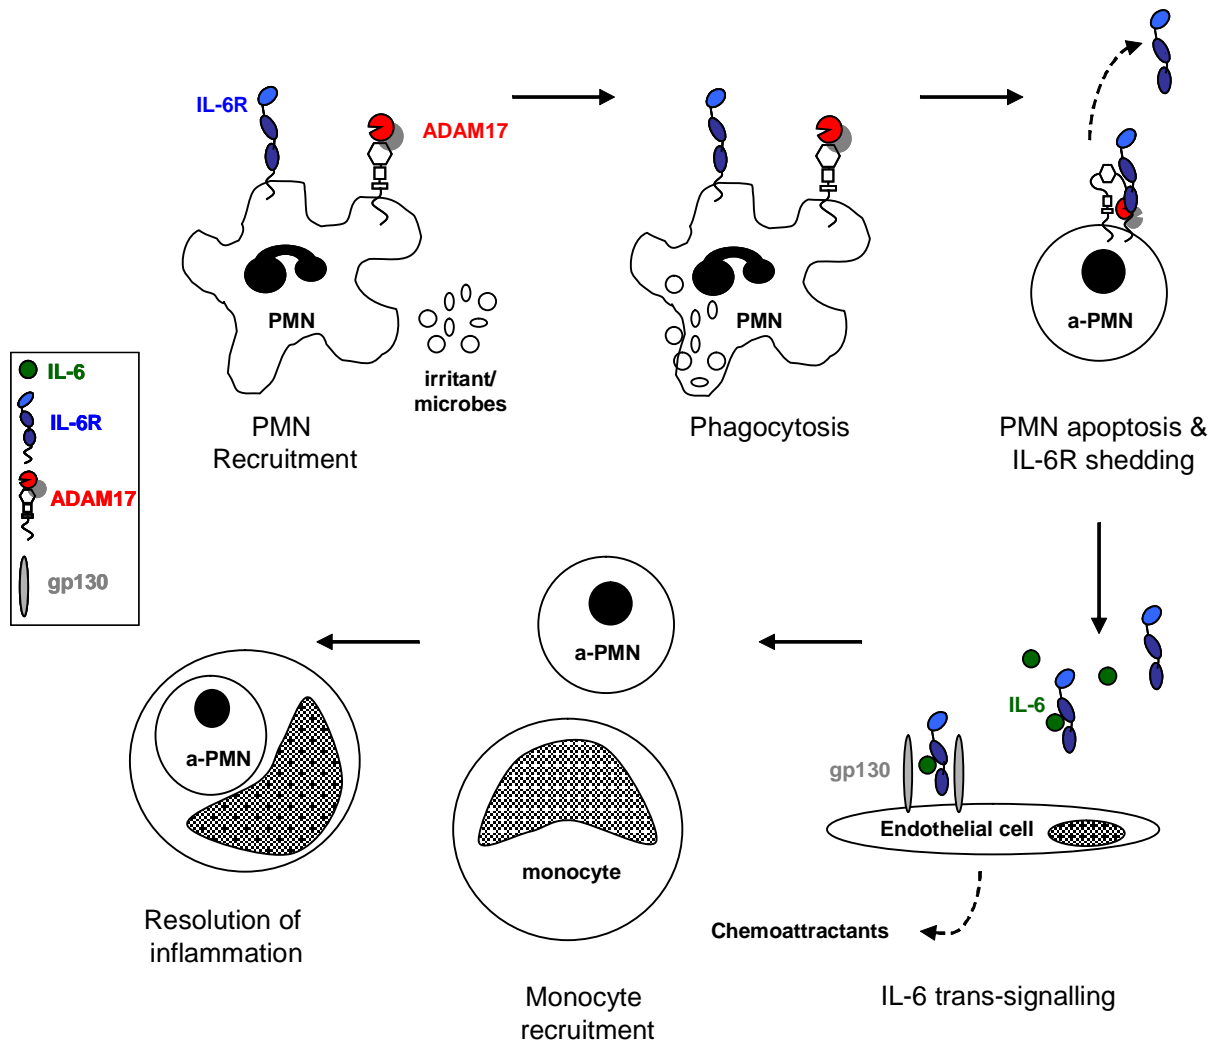 IL-6R
ADAM17
PMN
irritant/
microbes
PMN
Recruitment
PMN
Phagocytosis
a-PMN
PMN apoptosis &
IL-6R shedding
IL-6
IL-6R
ADAM17
gp130
IL-6
gp130
Endothelial cell
Chemoattractants
IL-6 trans-signalling
a-PMN
monocyte
Monocyte
recruitment
a-PMN
Resolution of
inflammation